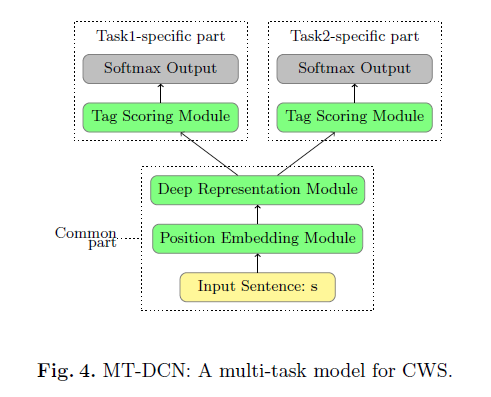 Task1-specific part
Task2-specific part
Softmax Output
Softmax Output
Tag Scoring Module
Tag Scoring Module
Deep Representation Module
Common
part
Position Embedding Module
Input Sentence: s
Fig. 4. MT-DCN: A multi-task model for CWS.